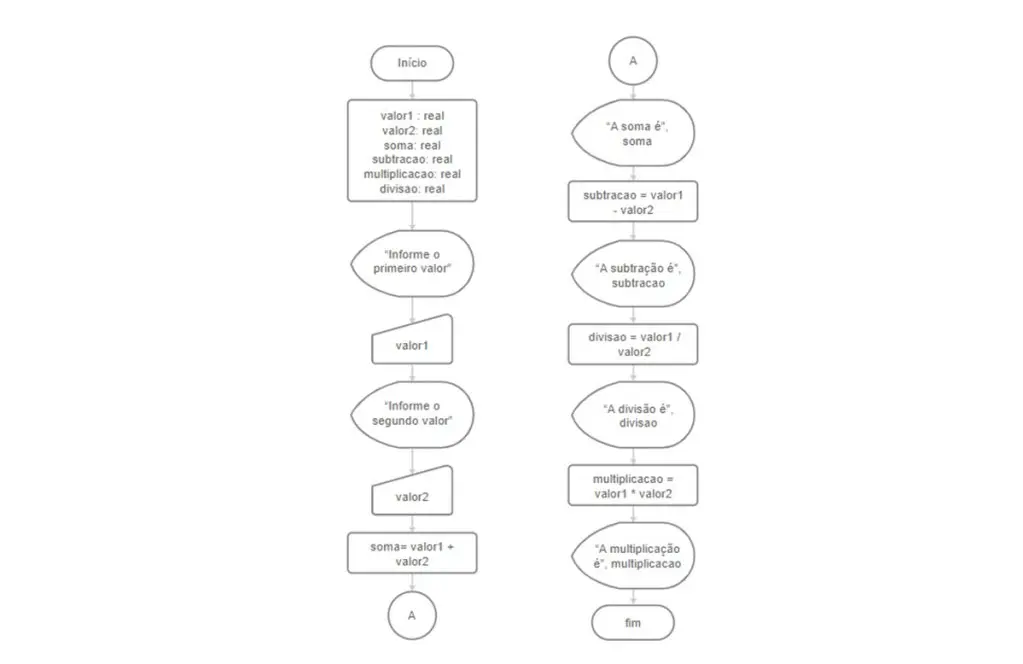 Início
valor1 : real
valor2: real
soma: real
subtracao: real
multiplicacao: real
divisao: real
“Informe o
primeiro valor”
valor1
“Informe o
segundo valor”
valor2
soma= valor1 +
valor2
A
A
“A soma é”,
soma
subtracao = valor1
- valor2
“A subtração é”,
subtracao
divisao = valor1 /
valor2
“A divisão é”,
divisao
multiplicacao =
valor1 * valor2
“A multiplicação
é”, multiplicacao
fim